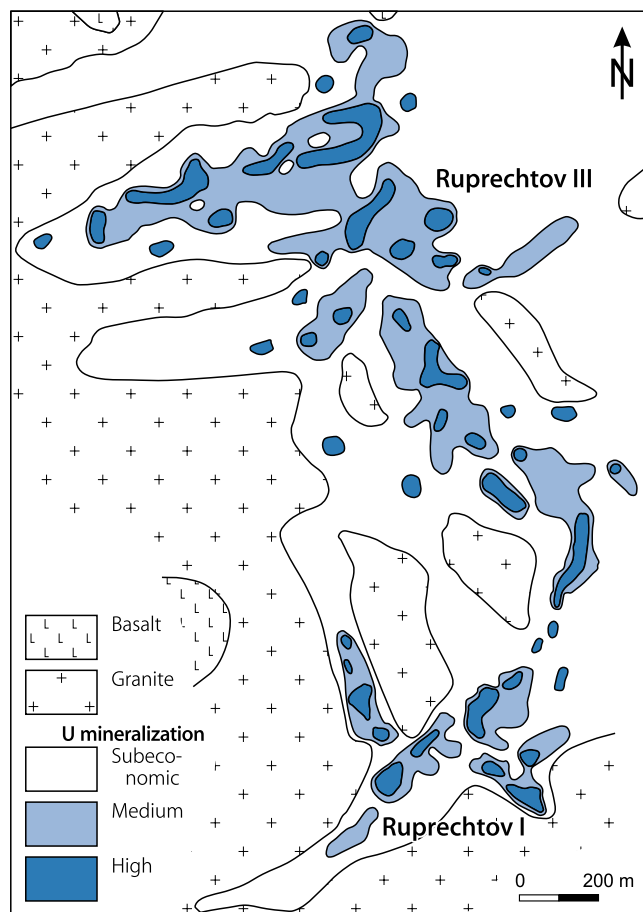 N
Ruprechtov III
Basalt
Granite
U mineralization
Subeco-
nomic
Medium
High
Ruprechtov I
0 200 m